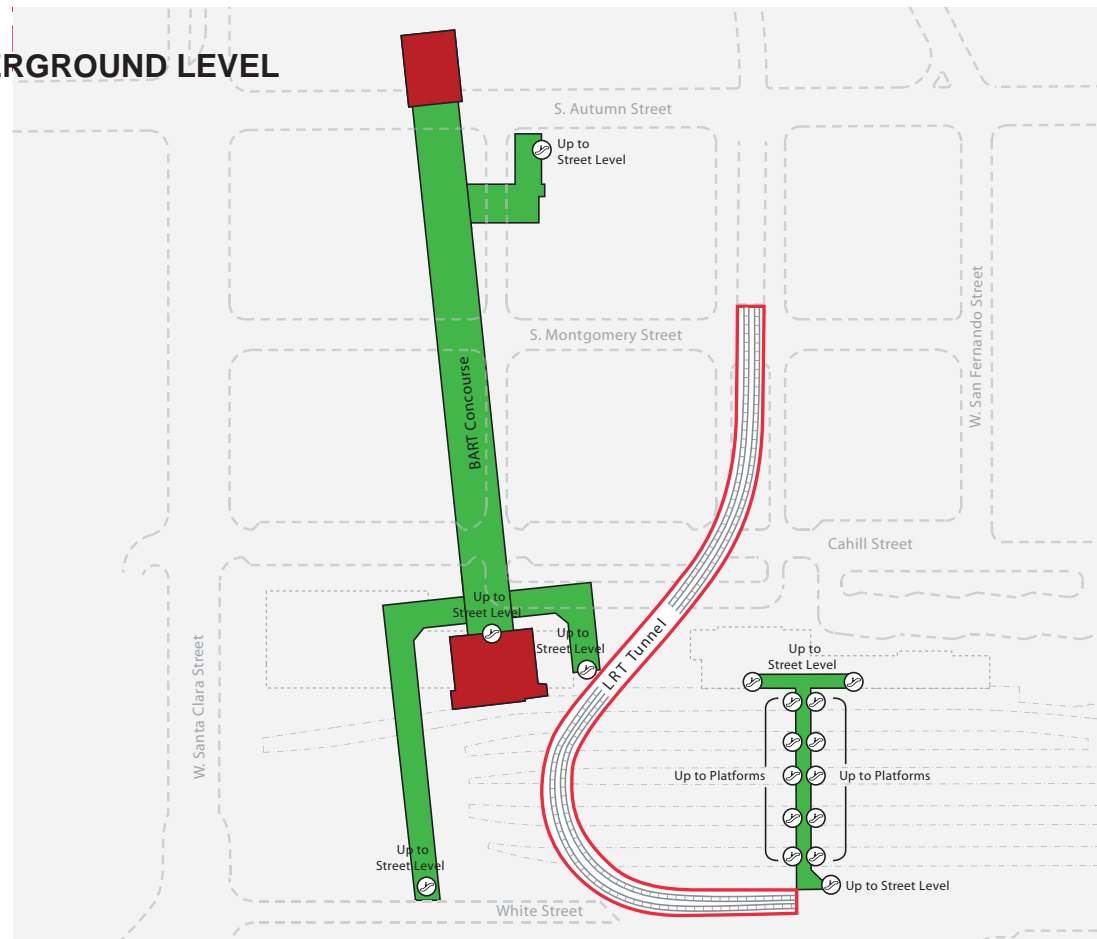 ERGROUND LEVEL
S. Autumn Street
Up to
Street Level
W. San Fernando Street
S. Montgomery Street
BART Concourse
Cahill Street
Up to
Street Level
Up to
Street Level
LRT Tunnel
Up to
Street Level
W. Santa Clara Street
Up to Platforms
Up to Platforms
Up to
Street Level
Up to Street Level
White Street